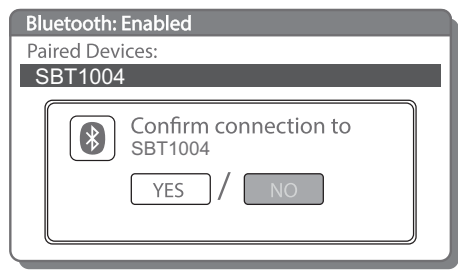 Bluetooth: Enabled
Paired Devices:
SBT1004
Confirm connection to
SBT1004
YES / NO